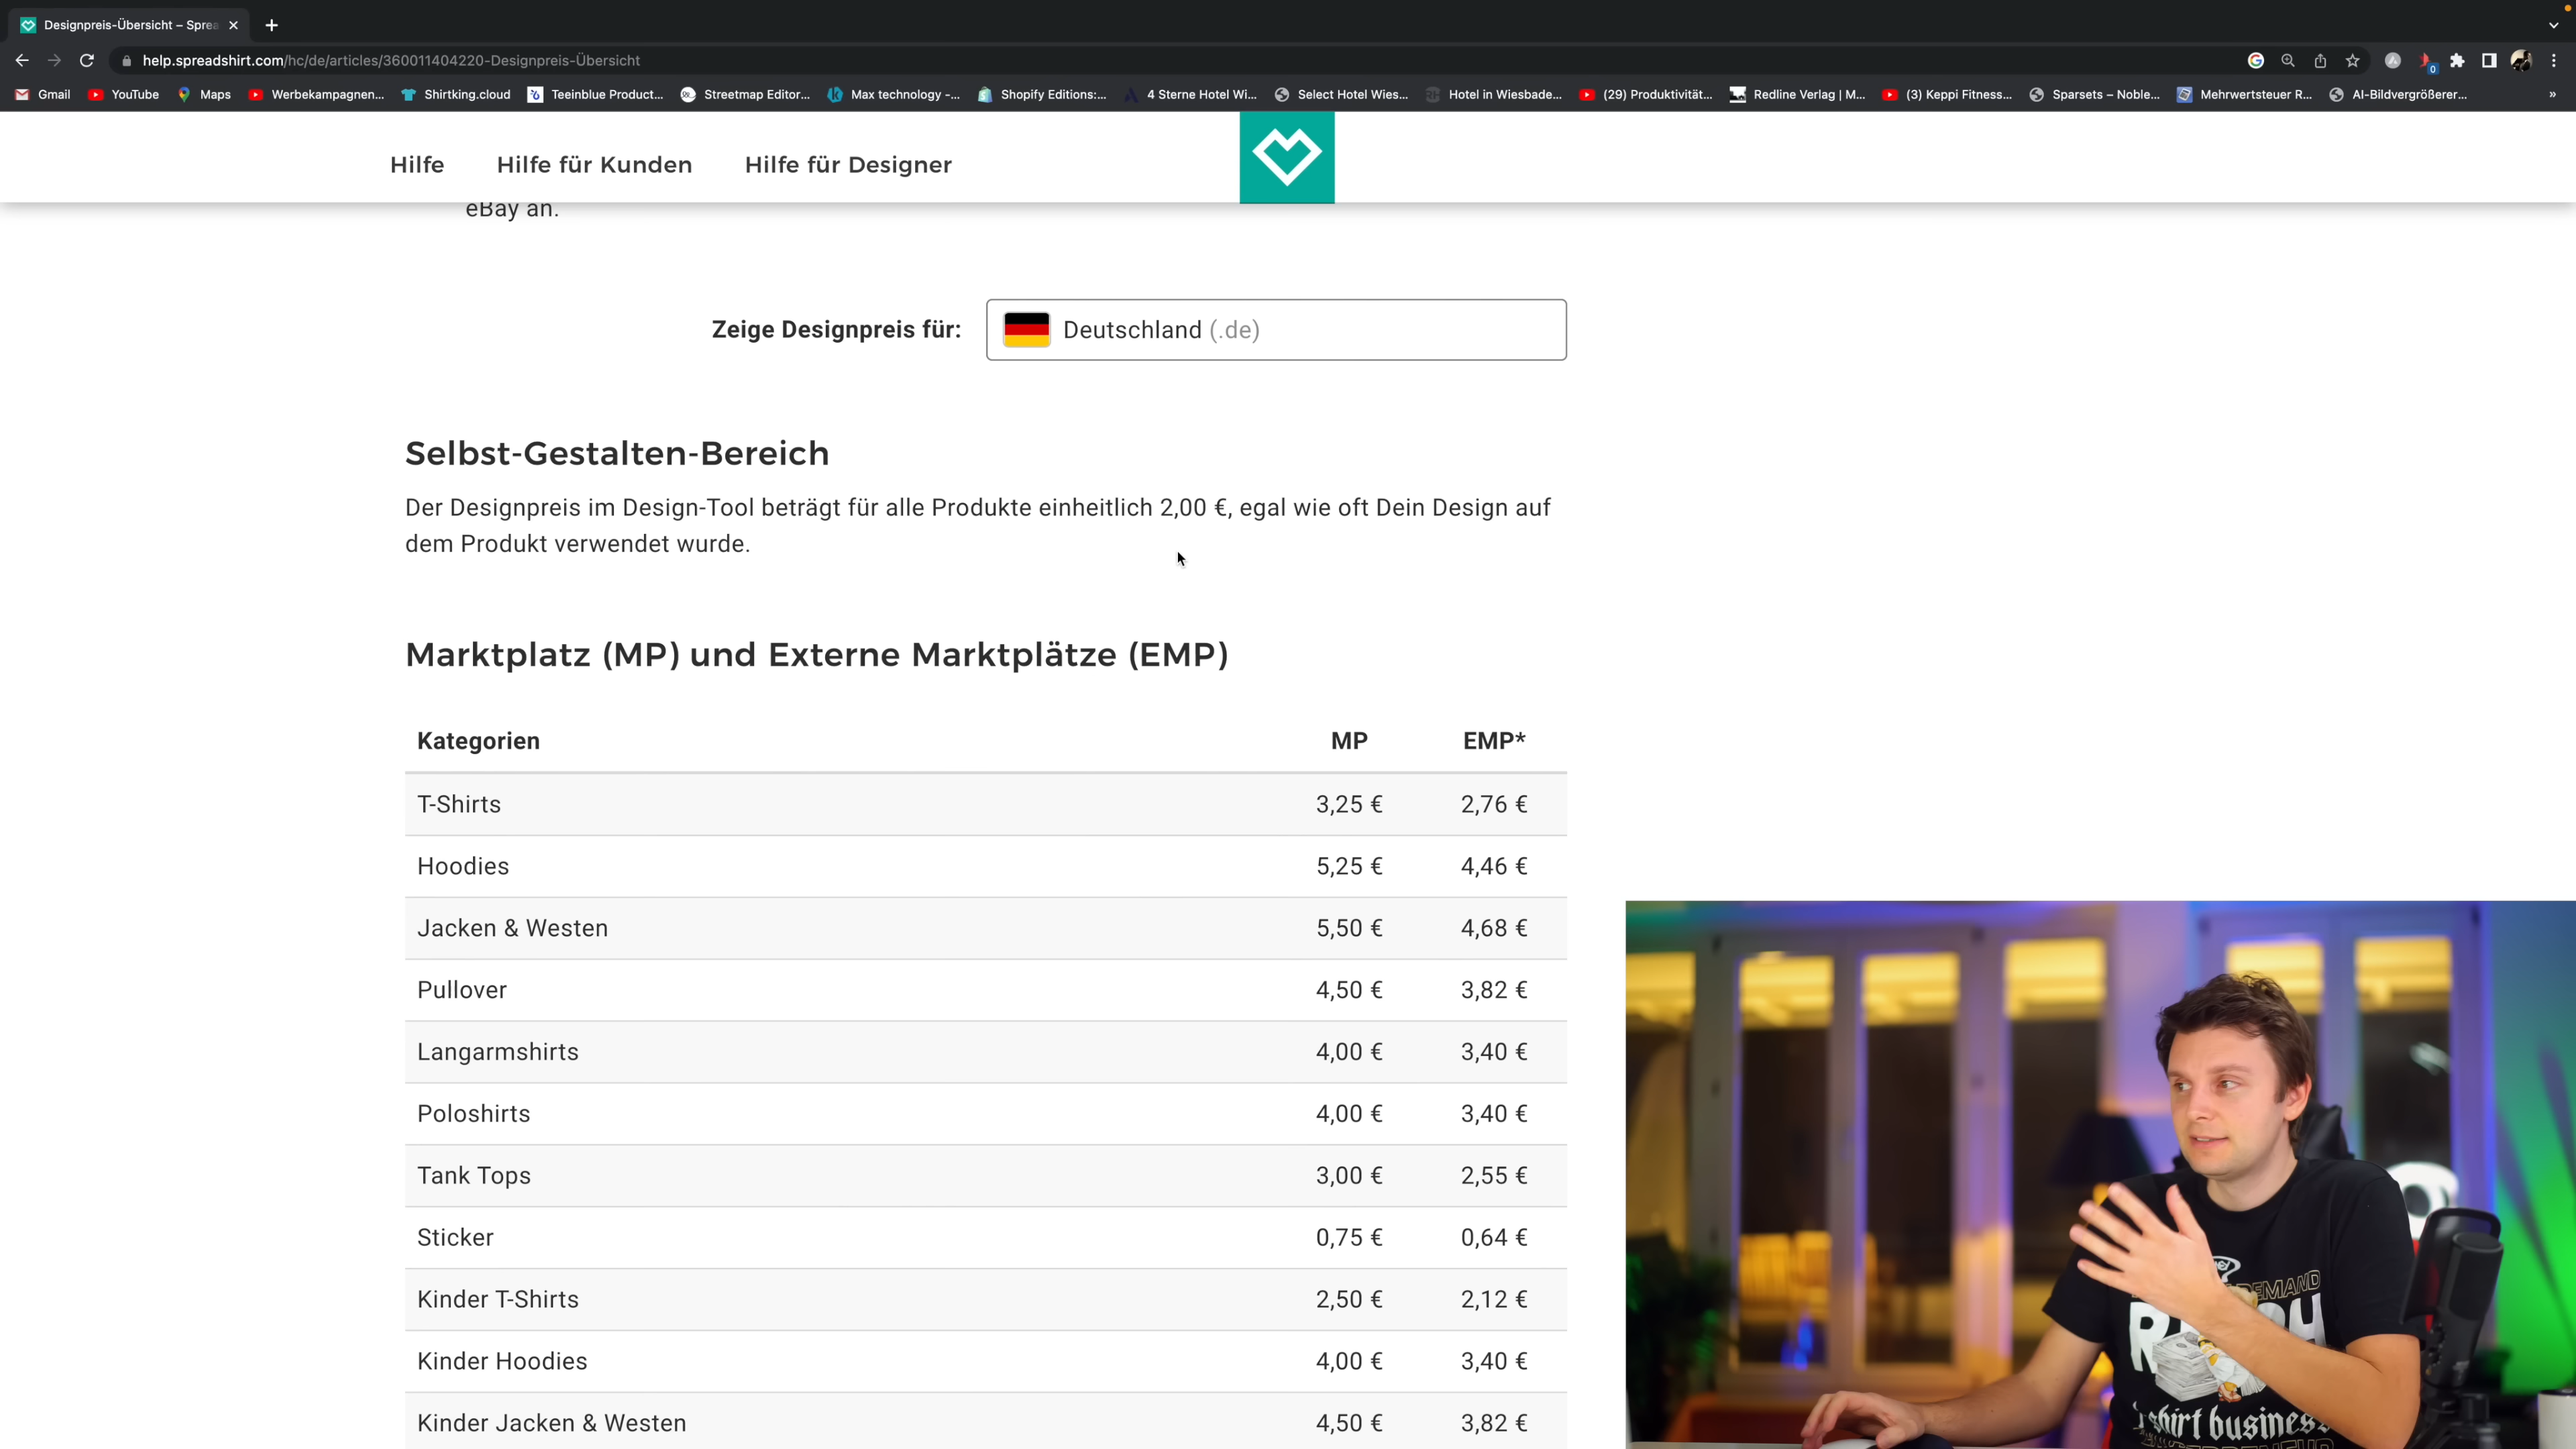 Designpreis-Übersicht – Sprea
help.spreadshirt.com/hc/de/articles/360011404220-Designpreis-Übersicht
0
Gmail
YouTube
Maps
Werbekampagnen...
Shirtking.cloud
Teeinblue Product...
Streetmap Editor...
Max technology -...
Shopify Editions:...
4 Sterne Hotel Wi...
Select Hotel Wies...
Hotel in Wiesbade...
(29) Produktivität...
Redline Verlag | M...
(3) Keppi Fitness...
Sparsets – Noble...
Mehrwertsteuer R...
AI-Bildvergrößerer...
»
Hilfe
Hilfe für Kunden
Hilfe für Designer
eBay an.
Zeige Designpreis für:
Deutschland (.de)
Selbst-Gestalten-Bereich
Der Designpreis im Design-Tool beträgt für alle Produkte einheitlich 2,00 €, egal wie oft Dein Design auf
dem Produkt verwendet wurde.
Marktplatz (MP) und Externe Marktplätze (EMP)
Kategorien MP EMP*
T-Shirts 3,25 € 2,76 €
Hoodies 5,25 € 4,46 €
Jacken & Westen 5,50 € 4,68 €
Pullover 4,50 € 3,82 €
Langarmshirts 4,00 € 3,40 €
Poloshirts 4,00 € 3,40 €
Tank Tops 3,00 € 2,55 €
Sticker 0,75 € 0,64 €
Kinder T-Shirts 2,50 € 2,12 €
Kinder Hoodies 4,00 € 3,40 €
Kinder Jacken & Westen 4,50 € 3,82 €
business